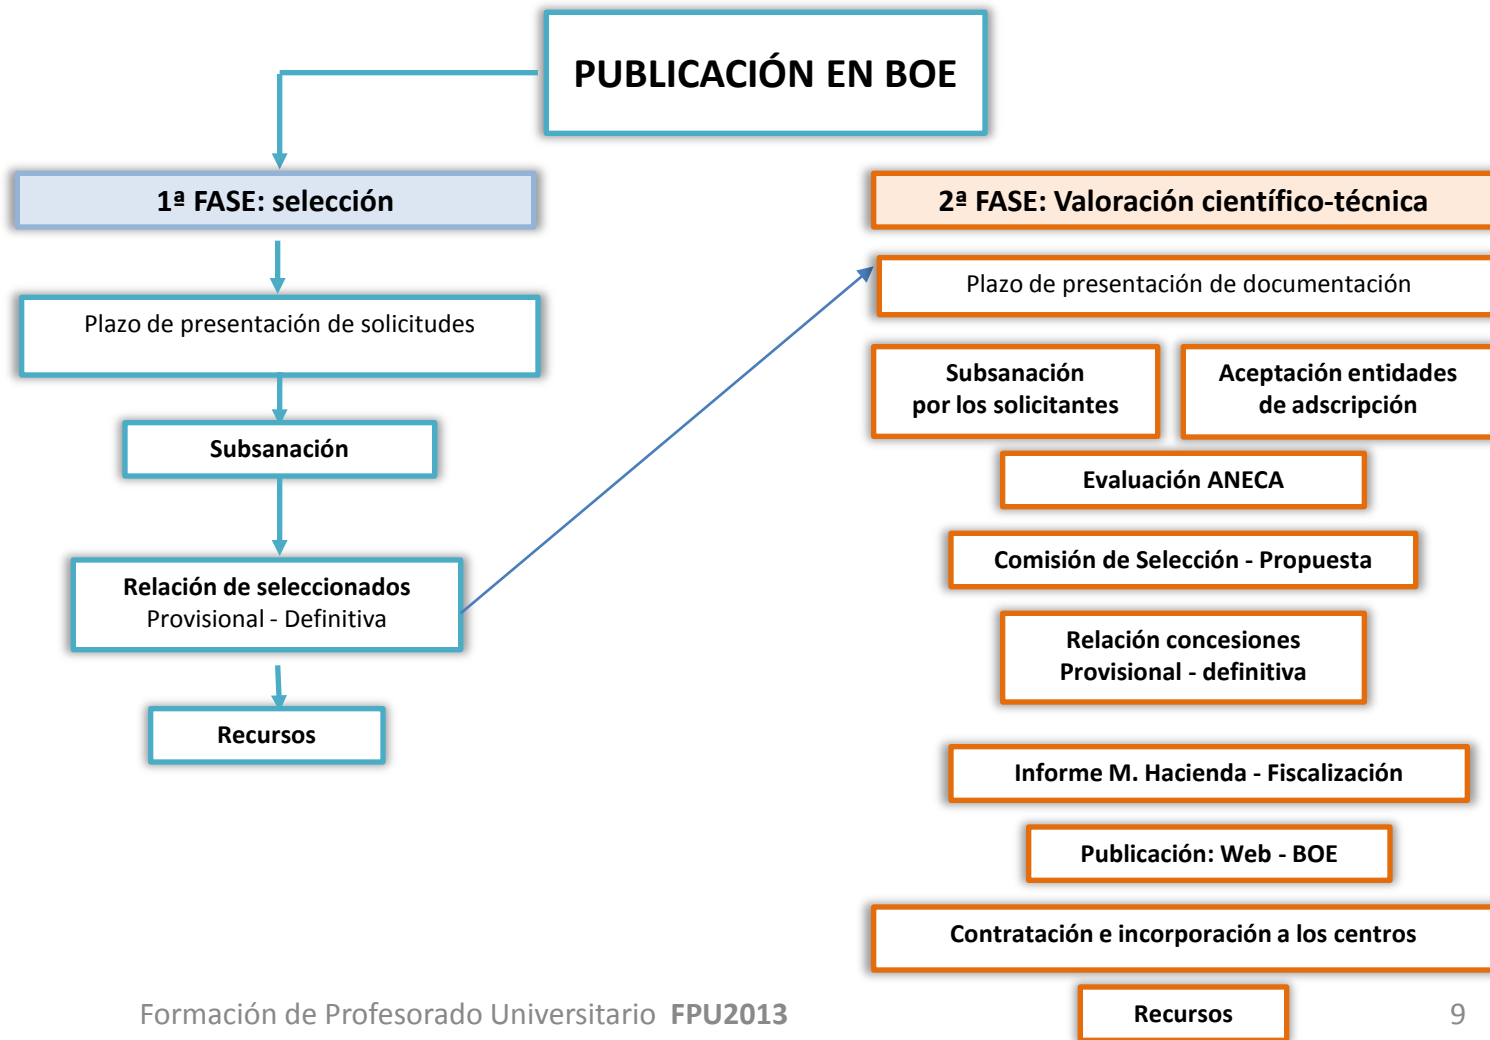 PUBLICACIÓN EN BOE
1ª FASE: selección
Plazo de presentación de solicitudes
Subsanación
Relación de seleccionados
Provisional - Definitiva
Recursos
2ª FASE: Valoración científico-técnica
Plazo de presentación de documentación
Subsanación
por los solicitantes
Aceptación entidades
de adscripción
Evaluación ANECA
Comisión de Selección - Propuesta
Relación concesiones
Provisional - definitiva
Informe M. Hacienda - Fiscalización
Publicación: Web - BOE
Contratación e incorporación a los centros
Recursos
Formación de Profesorado Universitario FPU2013
9